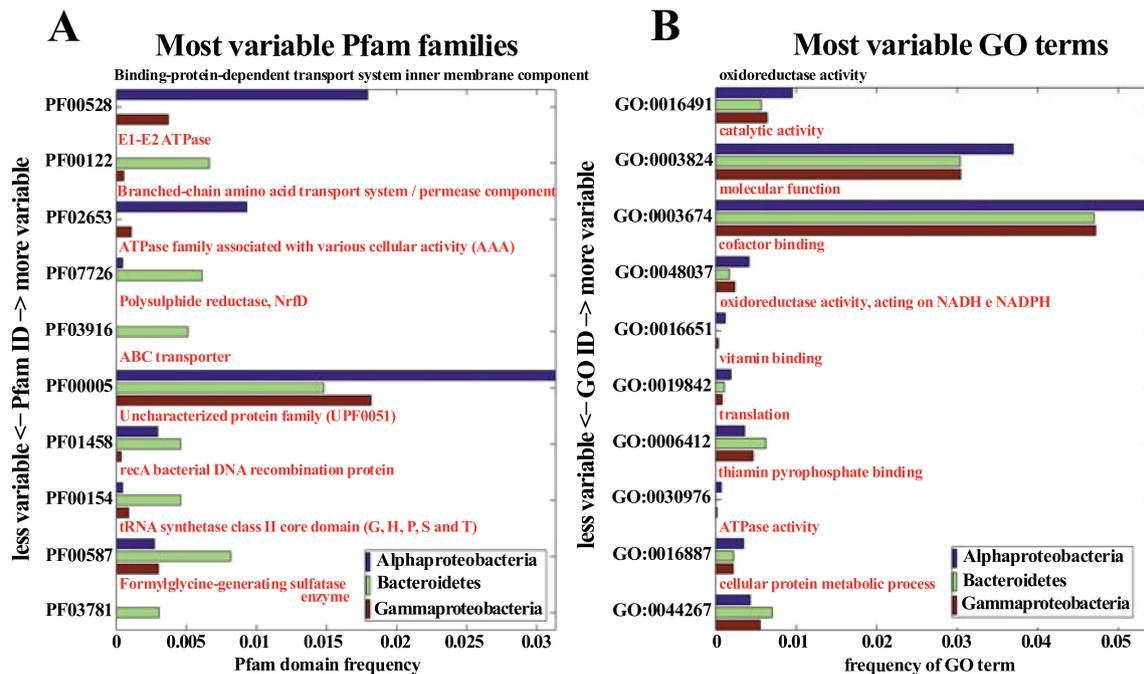 A
Most variable Pfam families
less variable <-- Pfam ID --> more variable
Binding-protein-dependent transport system inner membrane component
PF00528
E1-E2 ATPase
PF00122
Branched-chain amino acid transport system / permease component
PF02653
ATPase family associated with various cellular activity (AAA)
PF07726
Polysulphide reductase, NrfD
PF03916
ABC transporter
PF00005
Uncharacterized protein family (UPF0051)
PF01458
recA bacterial DNA recombination protein
PF00154
tRNA synthetase class II core domain (G, H, P, S and T)
PF00587
Formylglycine-generating sulfatase
enzyme
PF03781
Alphaproteobacteria
Bacteroidetes
Gammaproteobacteria
0 0.005 0.01 0.015 0.02 0.025 0.03
Pfam domain frequency
B
Most variable GO terms
less variable <-- GO ID --> more variable
oxidoreductase activity
GO:0016491
catalytic activity
GO:0003824
molecular function
GO:0003674
cofactor binding
GO:0048037
oxidoreductase activity, acting on NADH e NADPH
GO:0016651
vitamin binding
GO:0019842
translation
GO:0006412
thiamin pyrophosphate binding
GO:0030976
ATPase activity
GO:0016887
cellular protein metabolic process
GO:0044267
Alphaproteobacteria
Bacteroidetes
Gammaproteobacteria
0 0.01 0.02 0.03 0.04 0.05
frequency of GO term